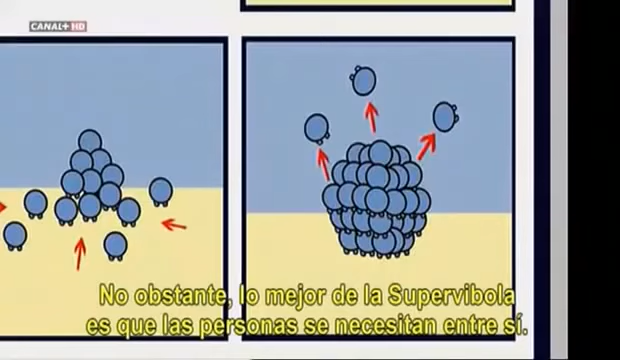 CANAL+ HD
No obstante, lo mejor de la Supervibola
es que las personas se necesitan entre sí.